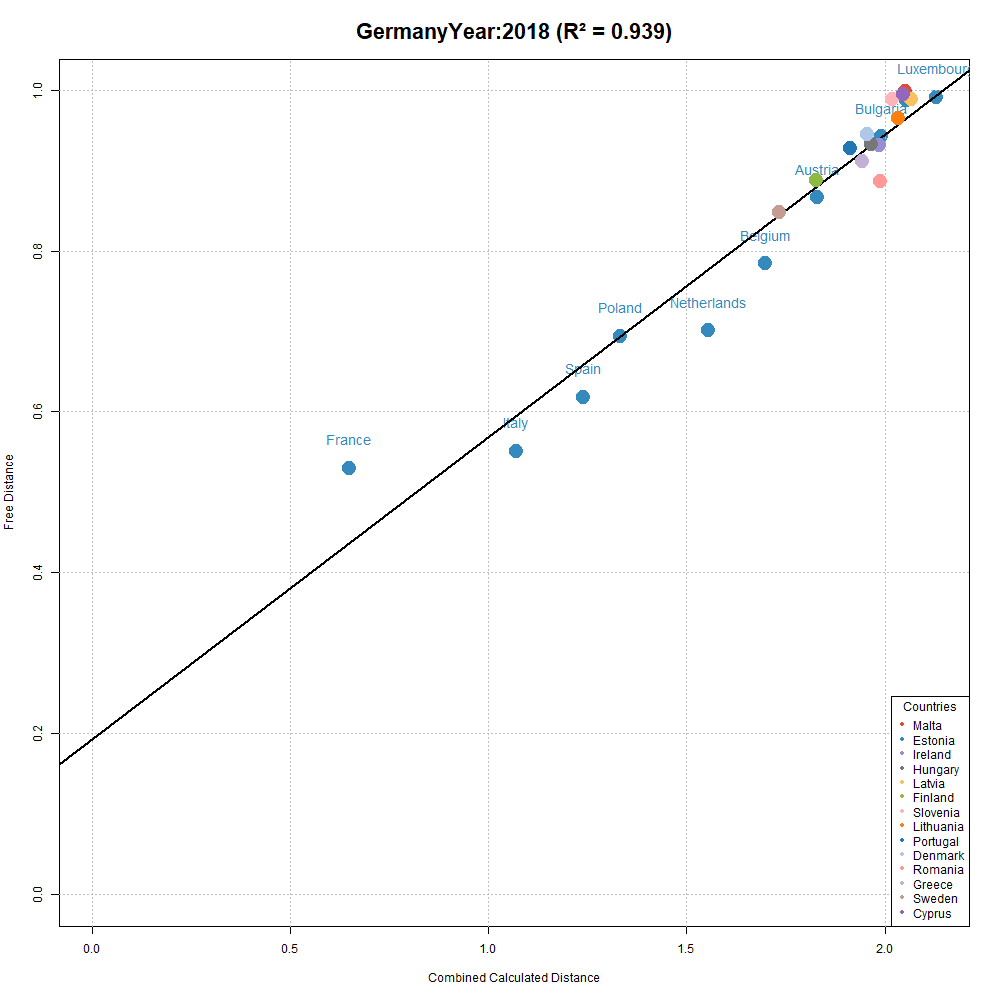 GermanyYear:2018 (R² = 0.939)
Luxembour
Bulgaria
Austria
Belgium
Netherlands
Poland
Spain
Italy
France
Free Distance
1.0
0.8
0.6
0.4
0.2
0.0
Countries
Malta
Estonia
Ireland
Hungary
Latvia
Finland
Slovenia
Lithuania
Portugal
Denmark
Romania
Greece
Sweden
Cyprus
0.0 0.5 1.0 1.5 2.0
Combined Calculated Distance